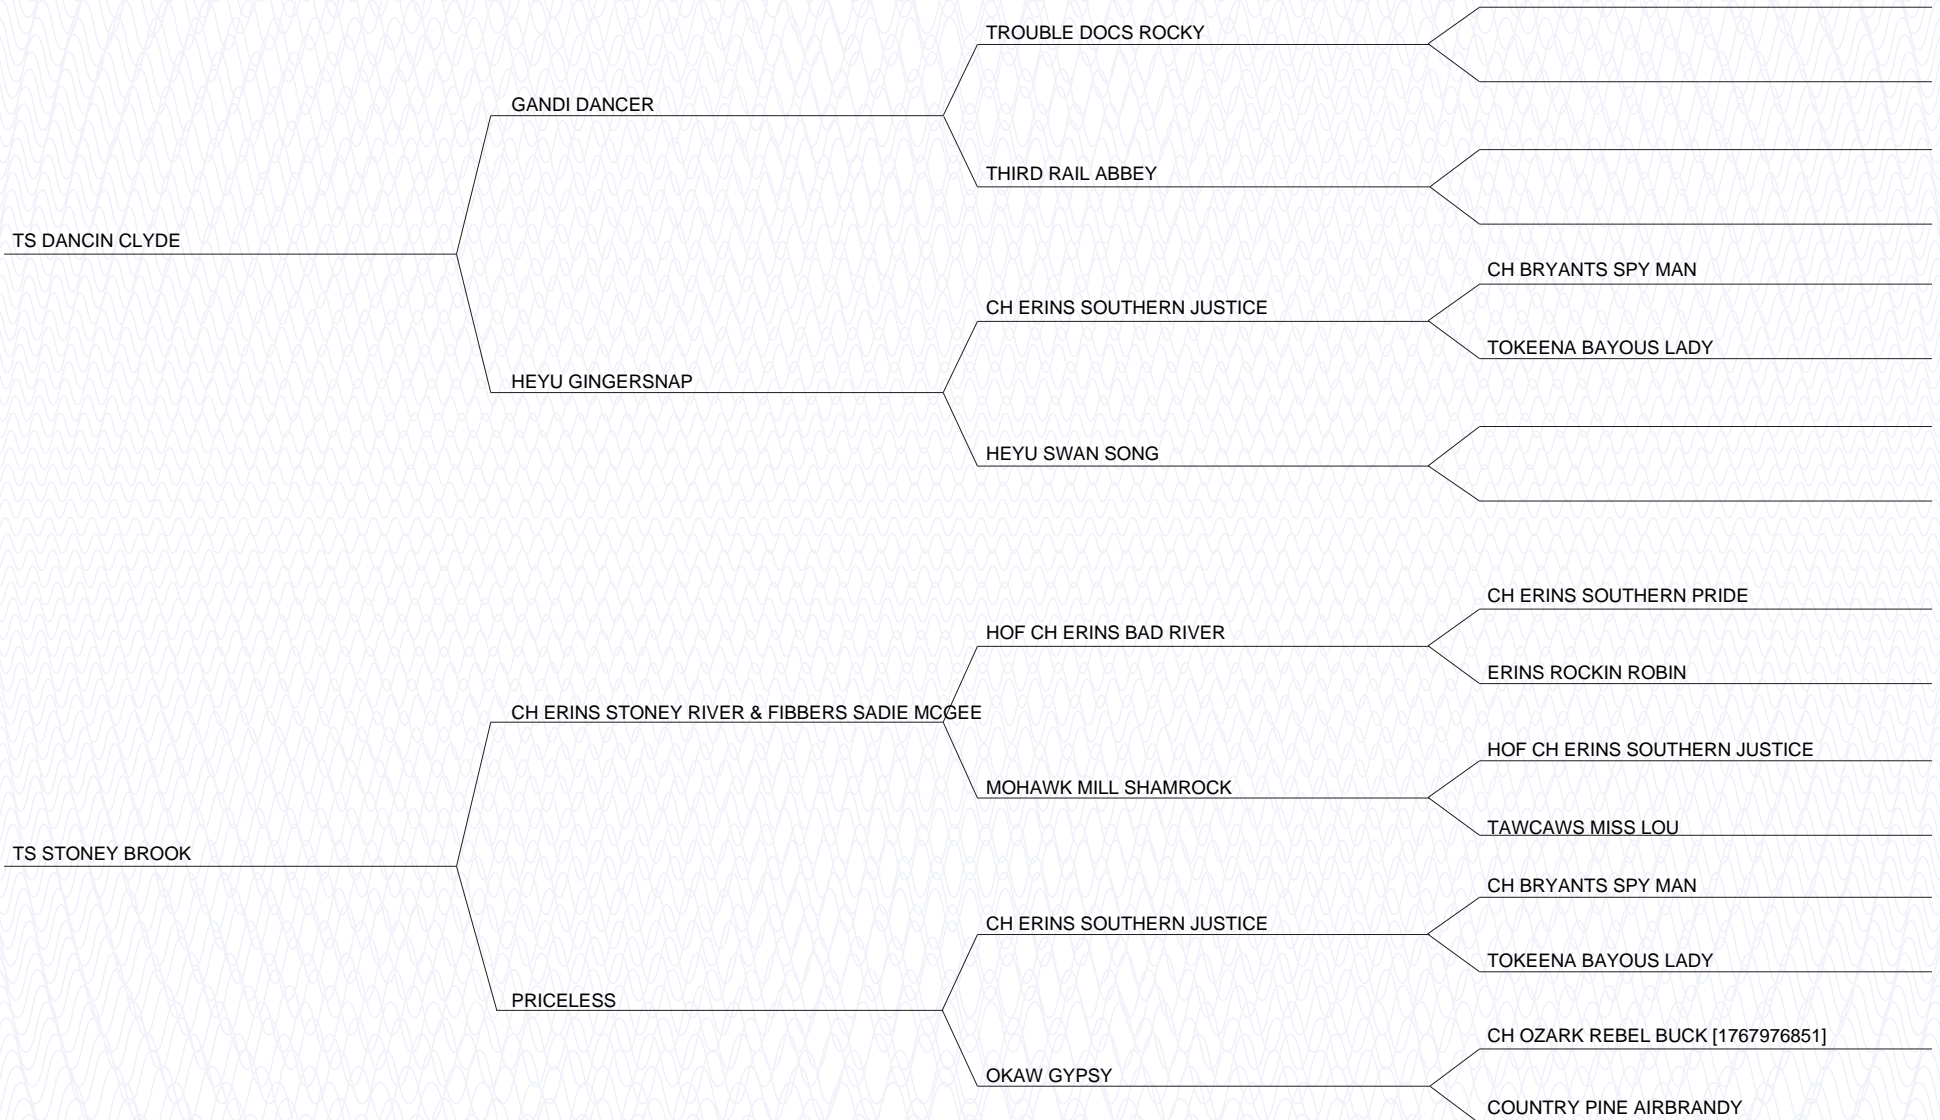 TROUBLE DOCS ROCKY
GANDI DANCER
THIRD RAIL ABBEY
TS DANCIN CLYDE
CH BRYANTS SPY MAN
CH ERINS SOUTHERN JUSTICE
TOKEENA BAYOUS LADY
HEYU GINGERSNAP
HEYU SWAN SONG
CH ERINS SOUTHERN PRIDE
HOF CH ERINS BAD RIVER
ERINS ROCKIN ROBIN
CH ERINS STONEY RIVER & FIBBERS SADIE MCGEE
HOF CH ERINS SOUTHERN JUSTICE
MOHAWK MILL SHAMROCK
TAWCAWS MISS LOU
TS STONEY BROOK
CH BRYANTS SPY MAN
CH ERINS SOUTHERN JUSTICE
TOKEENA BAYOUS LADY
PRICELESS
CH OZARK REBEL BUCK [1767976851]
OKAW GYPSY
COUNTRY PINE AIRBRANDY